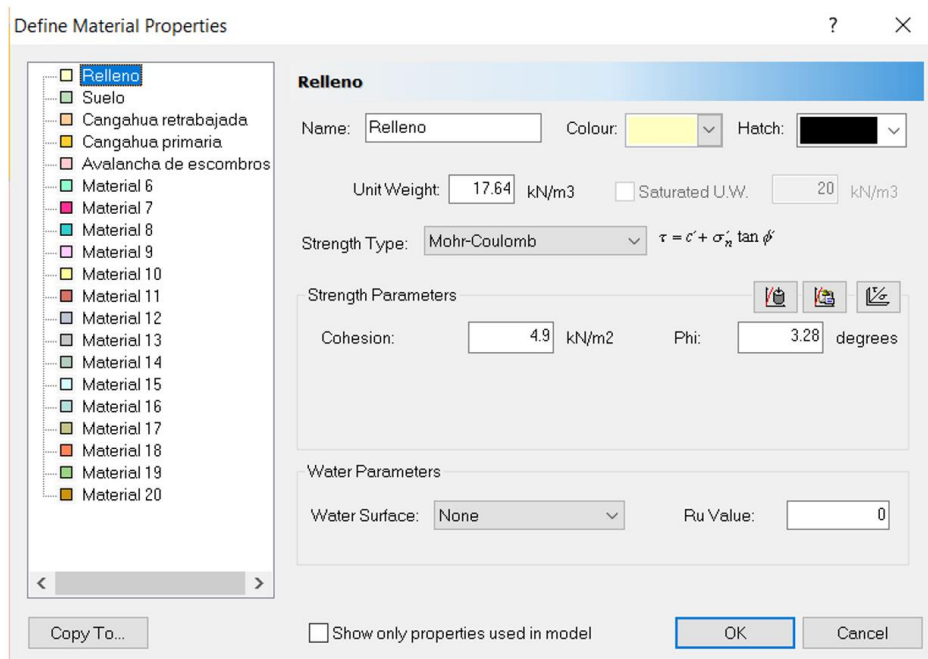 Define Material Properties
?
Relleno
Suelo
Cangahua retrabajada
Cangahua primaria
Avalancha de escombros
Material 6
Material 7
Material 8
Material 9
Material 10
Material 11
Material 12
Material 13
Material 14
Material 15
Material 16
Material 17
Material 18
Material 19
Material 20
Relleno
Name: Relleno Colour: Hatch:
Unit Weight: 17.64 kN/m3 Saturated U.W. 20 kN/m3
Strength Type: Mohr-Coulomb τ = c′ + σ′ₙ tan ϕ′
Strength Parameters
Cohesion: 4.9 kN/m2 Phi: 3.28 degrees
Water Parameters
Water Surface: None Ru Value: 0
Copy To... Show only properties used in model OK Cancel